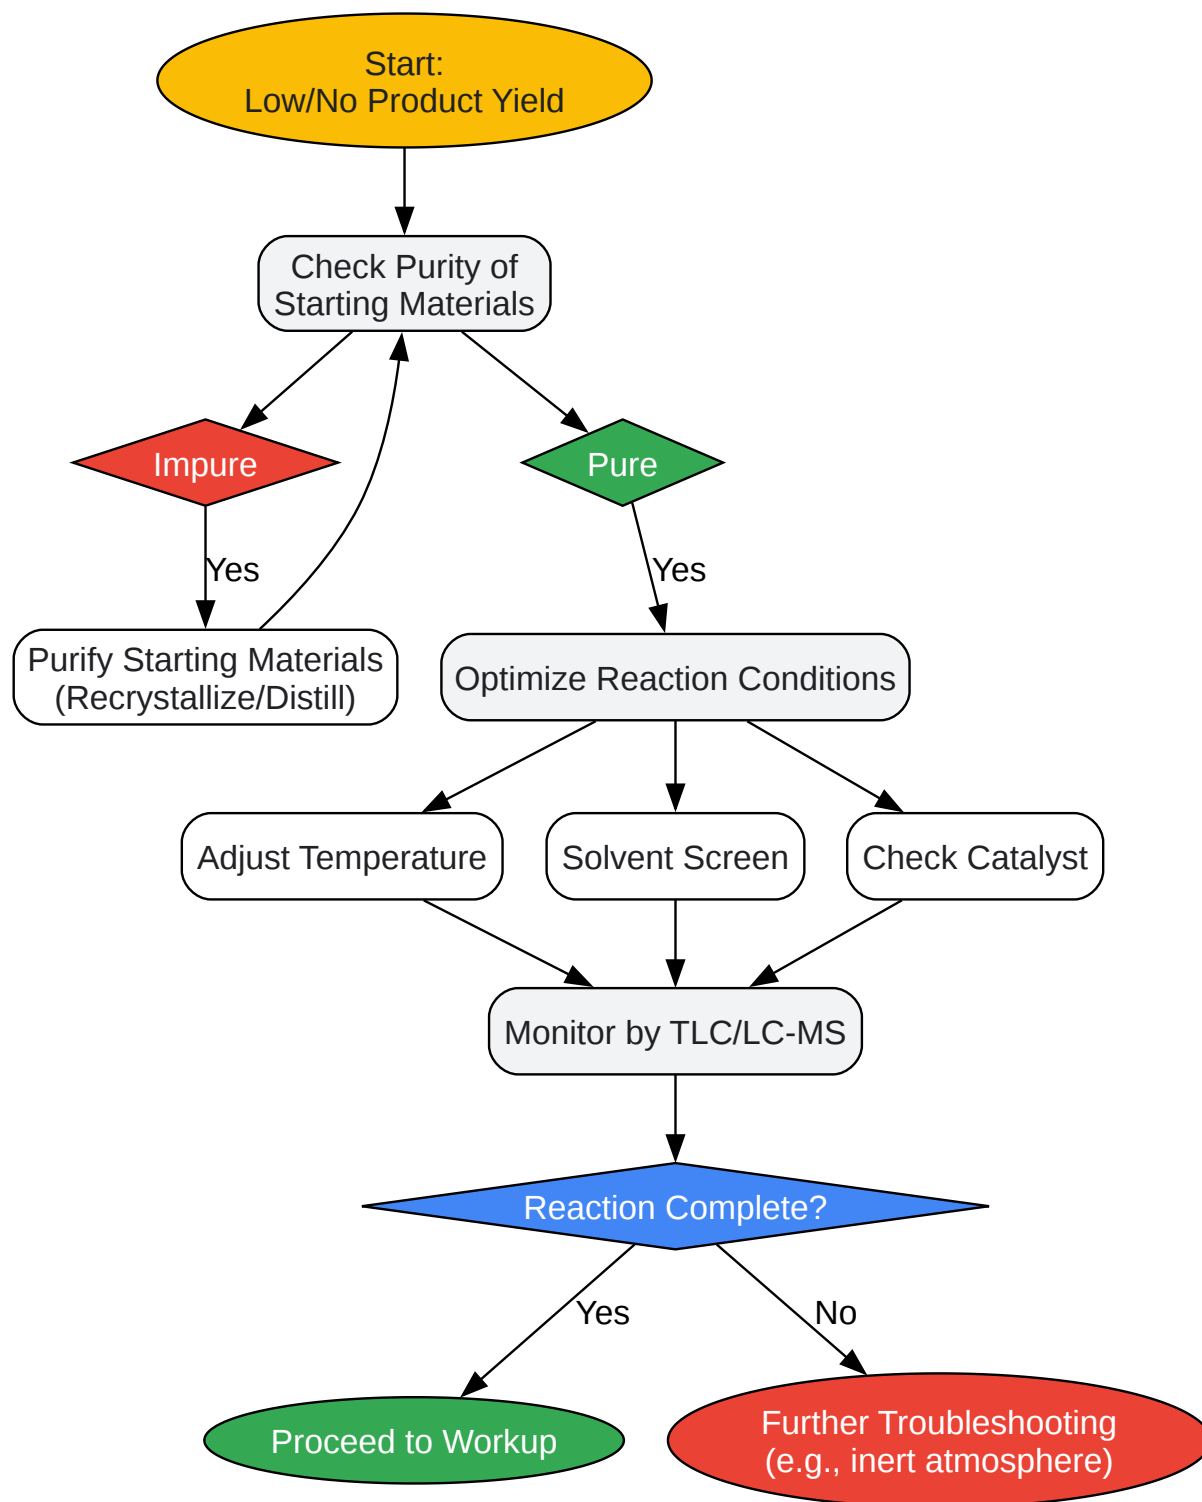 Start:
Low/No Product Yield
Check Purity of
Starting Materials
Impure
Pure
Yes
Yes
Purify Starting Materials
(Recrystallize/Distill)
Optimize Reaction Conditions
Adjust Temperature
Solvent Screen
Check Catalyst
Monitor by TLC/LC-MS
Reaction Complete?
Yes
No
Proceed to Workup
Further Troubleshooting
(e.g., inert atmosphere)